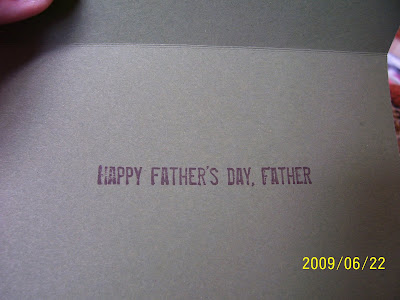 HAPPY FATHER'S DAY, FATHER
2009/06/22